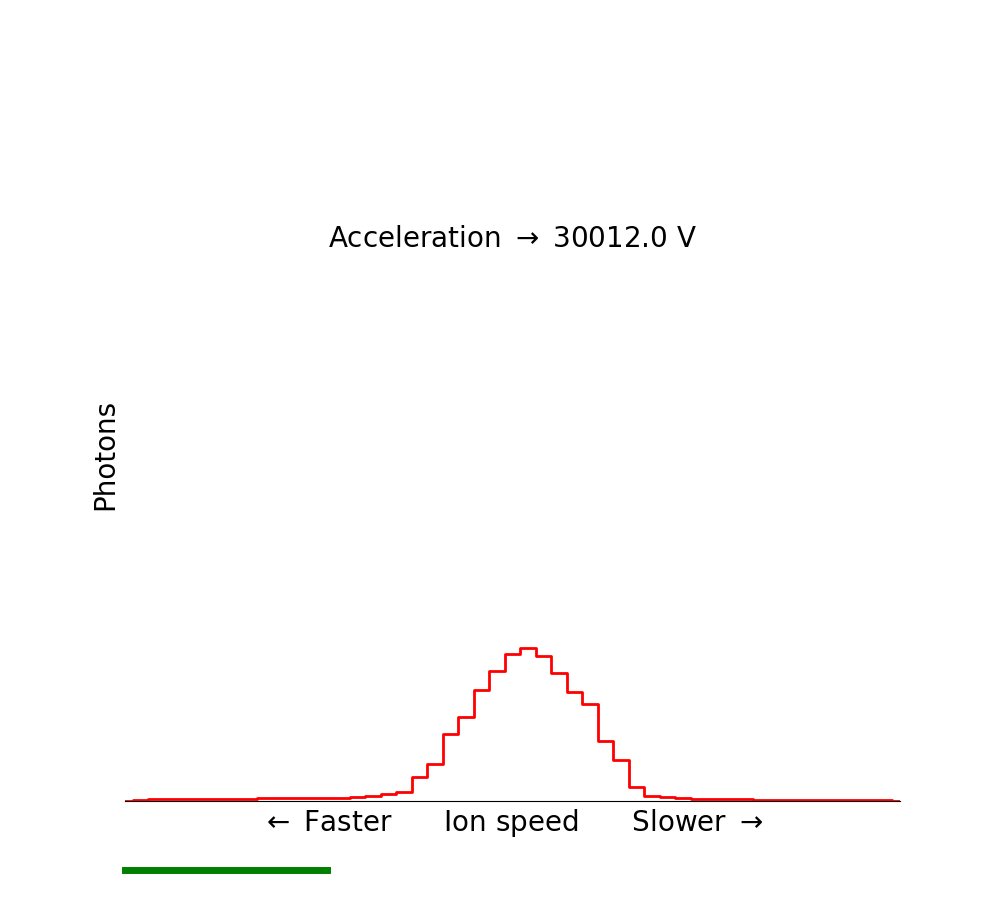 Acceleration → 30012.0 V
Photons
← Faster Ion speed Slower →